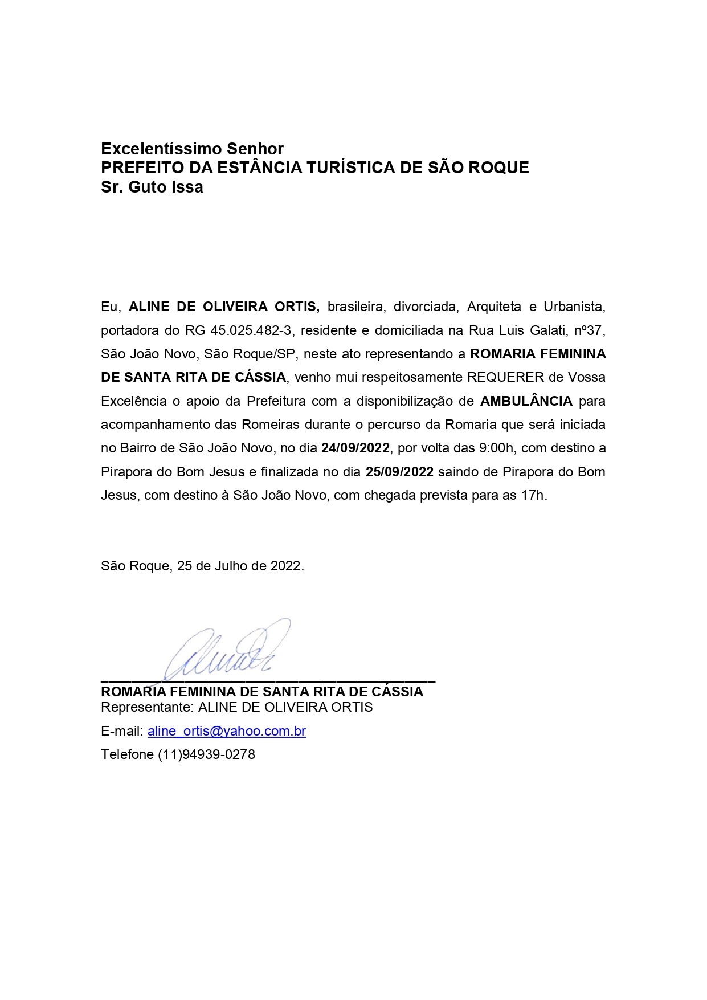 Excelentíssimo Senhor
PREFEITO DA ESTÂNCIA TURÍSTICA DE SÃO ROQUE
Sr. Guto Issa
Eu, ALINE DE OLIVEIRA ORTIS, brasileira, divorciada, Arquiteta e Urbanista,
portadora do RG 45.025.482-3, residente e domiciliada na Rua Luis Galati, nº37,
São João Novo, São Roque/SP, neste ato representando a ROMARIA FEMININA
DE SANTA RITA DE CÁSSIA, venho mui respeitosamente REQUERER de Vossa
Excelência o apoio da Prefeitura com a disponibilização de AMBULÂNCIA para
acompanhamento das Romeiras durante o percurso da Romaria que será iniciada
no Bairro de São João Novo, no dia 24/09/2022, por volta das 9:00h, com destino a
Pirapora do Bom Jesus e finalizada no dia 25/09/2022 saindo de Pirapora do Bom
Jesus, com destino à São João Novo, com chegada prevista para as 17h.
São Roque, 25 de Julho de 2022.
ROMARIA FEMININA DE SANTA RITA DE CÁSSIA
Representante: ALINE DE OLIVEIRA ORTIS
E-mail: aline_ortis@yahoo.com.br
Telefone (11)94939-0278